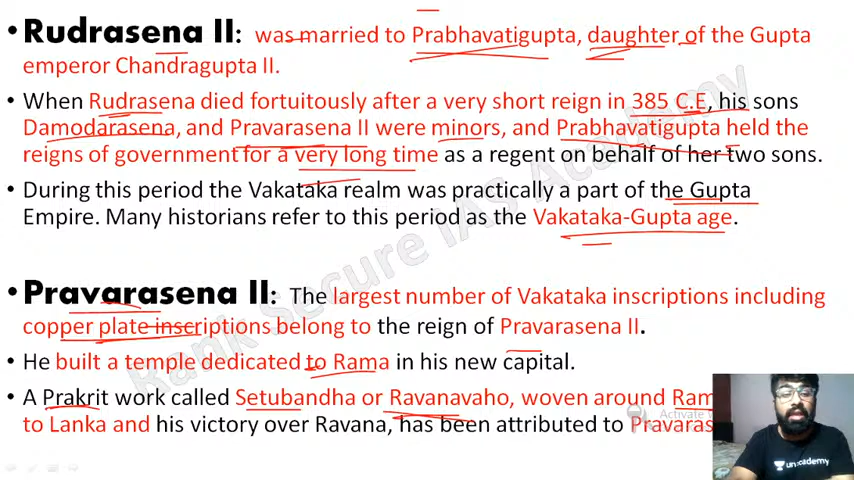 • Rudrasena II: was married to Prabhavatigupta, daughter of the Gupta
emperor Chandragupta II.
• When Rudrasena died fortuitously after a very short reign in 385 C.E, his sons
Damodarasena, and Pravarasena II were minors, and Prabhavatigupta held the
reigns of government for a very long time as a regent on behalf of her two sons.
• During this period the Vakataka realm was practically a part of the Gupta
Empire. Many historians refer to this period as the Vakataka-Gupta age.
• Pravarasena II: The largest number of Vakataka inscriptions including
copper plate inscriptions belong to the reign of Pravarasena II.
• He built a temple dedicated to Rama in his new capital.
• A Prakrit work called Setubandha or Ravanavaho, woven around Ram
to Lanka and his victory over Ravana, has been attributed to Pravaras
Rank Secure IAS Academy
Activate
unacademy